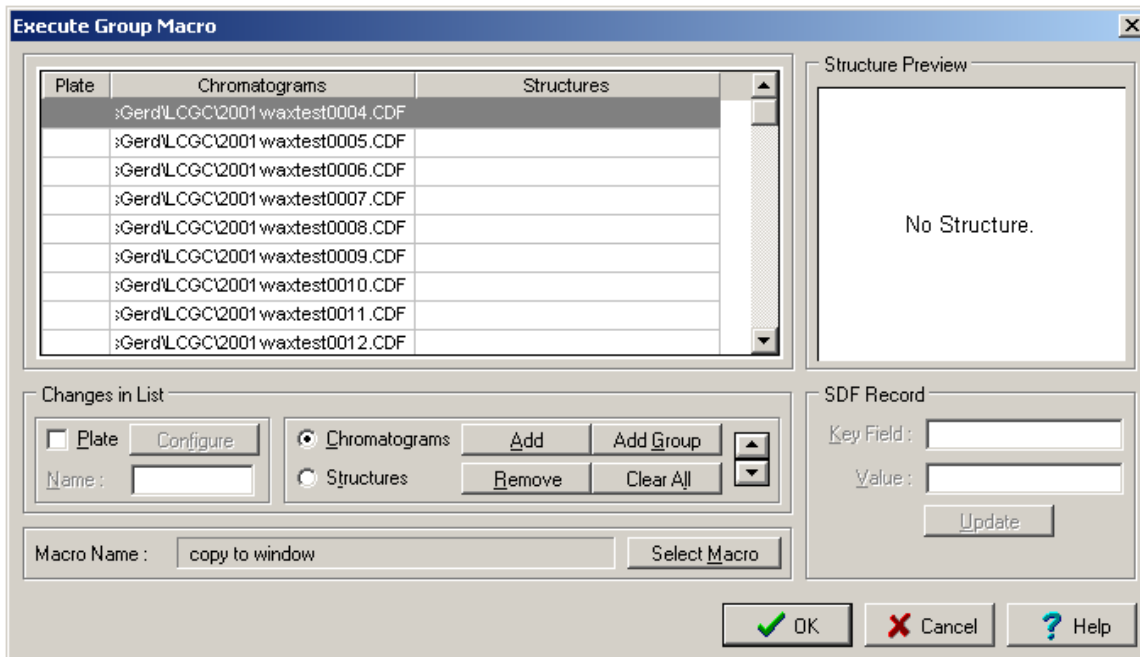 Execute Group Macro
Plate Chromatograms Structures
:Gerd\LCGC\2001waxtest0004.CDF
:Gerd\LCGC\2001waxtest0005.CDF
:Gerd\LCGC\2001waxtest0006.CDF
:Gerd\LCGC\2001waxtest0007.CDF
:Gerd\LCGC\2001waxtest0008.CDF
:Gerd\LCGC\2001waxtest0009.CDF
:Gerd\LCGC\2001waxtest0010.CDF
:Gerd\LCGC\2001waxtest0011.CDF
:Gerd\LCGC\2001waxtest0012.CDF
Structure Preview
No Structure.
Changes in List
Plate Configure
Name :
Chromatograms Add Add Group
Structures Remove Clear All
SDF Record
Key Field :
Value :
Update
Macro Name : copy to window Select Macro
OK Cancel Help